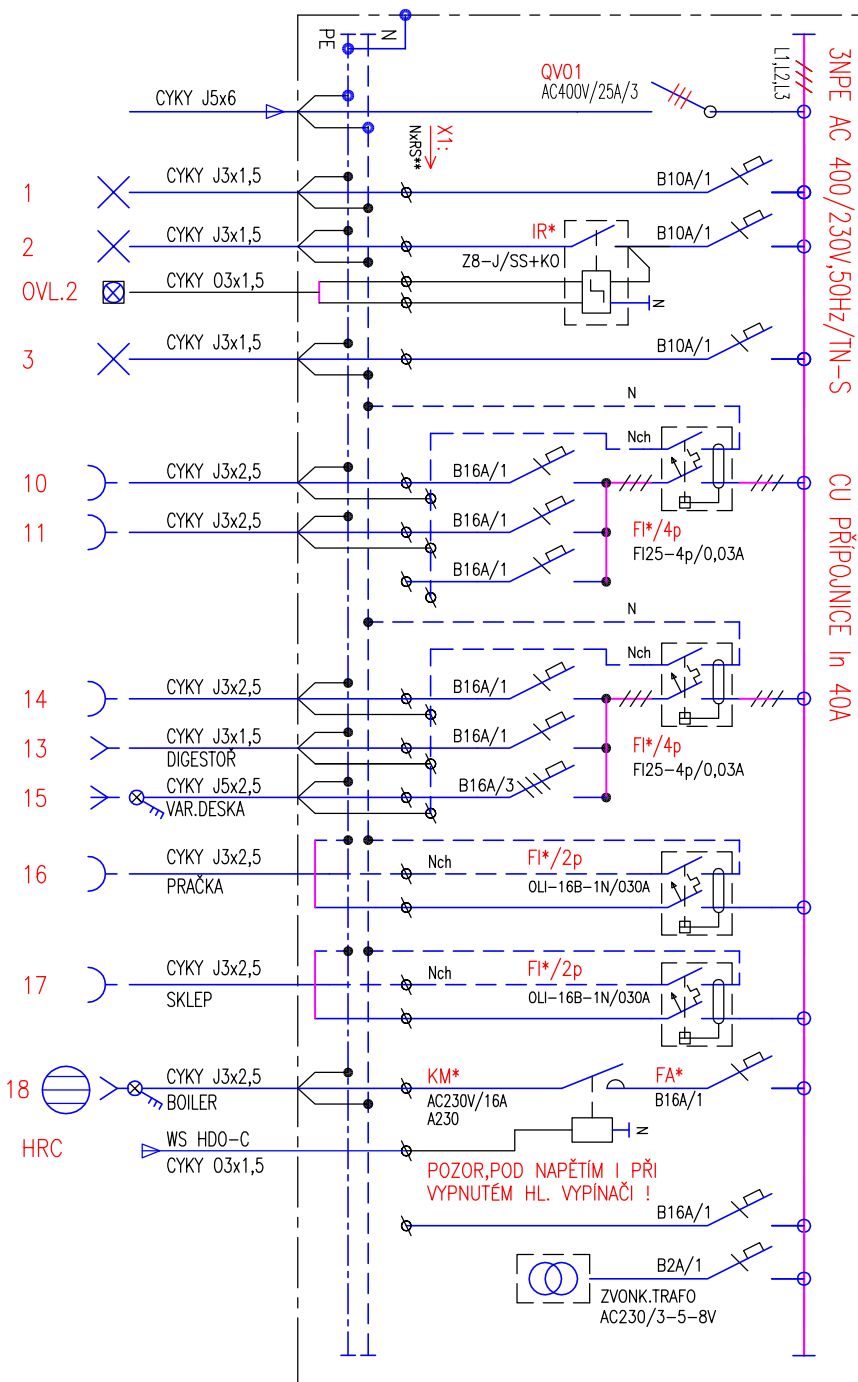 PE
N
L1,L2,L3
3NPE AC 400/230V,50Hz/TN-S
QV01
AC400V/25A/3
CYKY J5x6
X1:
NxRS**
1
CYKY J3x1,5
B10A/1
2
CYKY J3x1,5
IR*
B10A/1
Z8-J/SS+KO
OVL.2
CYKY O3x1,5
N
3
CYKY J3x1,5
B10A/1
N
Nch
10
CYKY J3x2,5
B16A/1
CU PŘÍPOJNICE In 40A
11
CYKY J3x2,5
B16A/1
FI*/4p
FI25-4p/0,03A
B16A/1
N
Nch
14
CYKY J3x2,5
B16A/1
13
CYKY J3x1,5
DIGESTOŘ
B16A/1
FI*/4p
FI25-4p/0,03A
15
CYKY J5x2,5
VAR.DESKA
B16A/3
16
CYKY J3x2,5
PRAČKA
Nch
FI*/2p
OLI-16B-1N/030A
17
CYKY J3x2,5
SKLEP
Nch
FI*/2p
OLI-16B-1N/030A
18
CYKY J3x2,5
BOILER
KM*
AC230V/16A
A230
FA*
B16A/1
N
HRC
WS HDO-C
CYKY O3x1,5
POZOR,POD NAPĚTÍM I PŘI
VYPNUTÉM HL. VYPÍNAČI !
B16A/1
B2A/1
ZVONK.TRAFO
AC230/3-5-8V